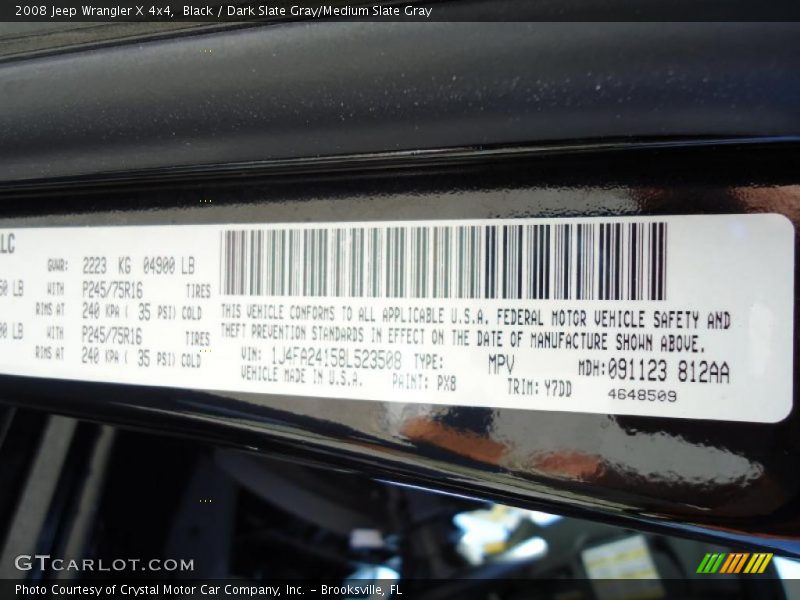 2008 Jeep Wrangler X 4x4, Black / Dark Slate Gray/Medium Slate Gray
LLC
GVWR: 2223 KG 04900 LB
50 LB WITH P245/75R16 TIRES
RIMS AT 240 KPA ( 35 PSI) COLD
00 LB WITH P245/75R16 TIRES
RIMS AT 240 KPA ( 35 PSI) COLD
THIS VEHICLE CONFORMS TO ALL APPLICABLE U.S.A. FEDERAL MOTOR VEHICLE SAFETY AND
THEFT PREVENTION STANDARDS IN EFFECT ON THE DATE OF MANUFACTURE SHOWN ABOVE.
VIN: 1J4FA24158L523508 TYPE: MPV MDH:091123 812AA
VEHICLE MADE IN U.S.A. PAINT: PX8 TRIM: Y7DD 4648509
GTCARLOT.COM
Photo Courtesy of Crystal Motor Car Company, Inc. – Brooksville, FL